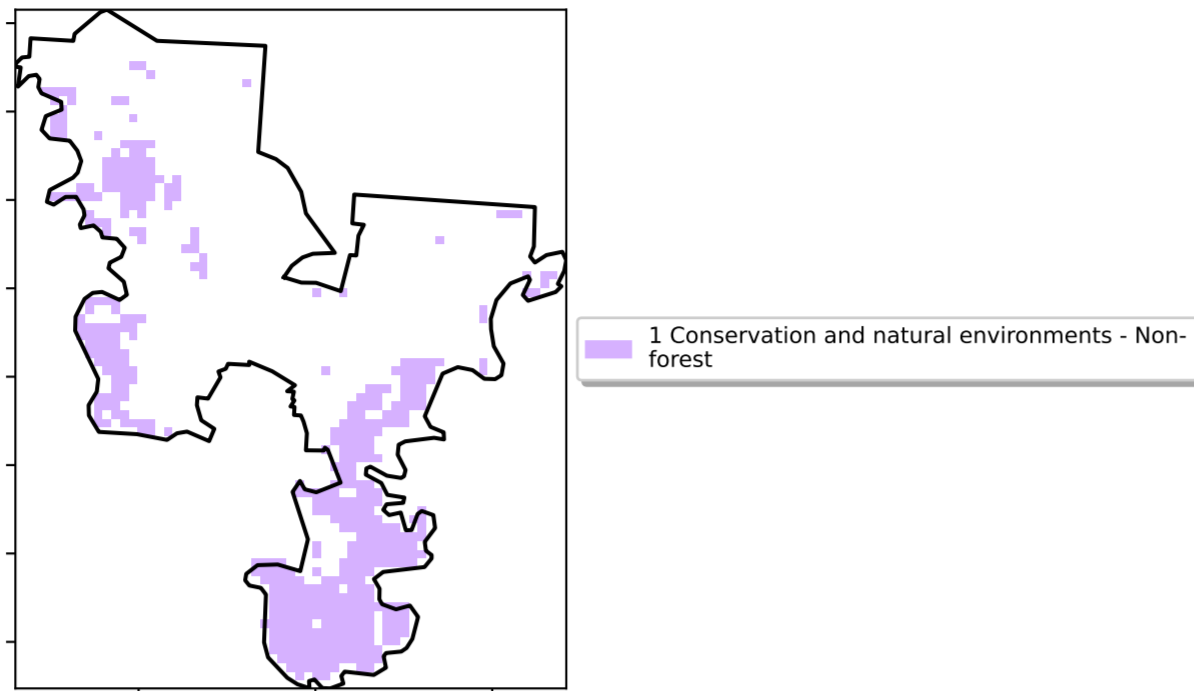 1 Conservation and natural environments - Non-
forest